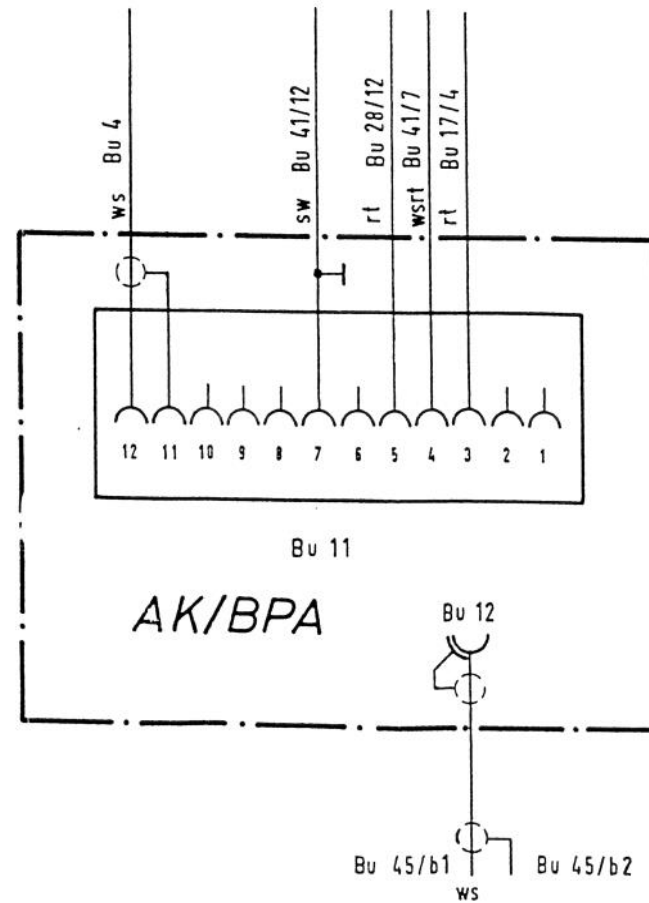 ws Bu 4
sw Bu 41/12
rt Bu 28/12
wsrt Bu 41/7
rt Bu 17/4
12 11 10 9 8 7 6 5 4 3 2 1
Bu 11
AK/BPA
Bu 12
Bu 45/b1 Bu 45/b2
ws